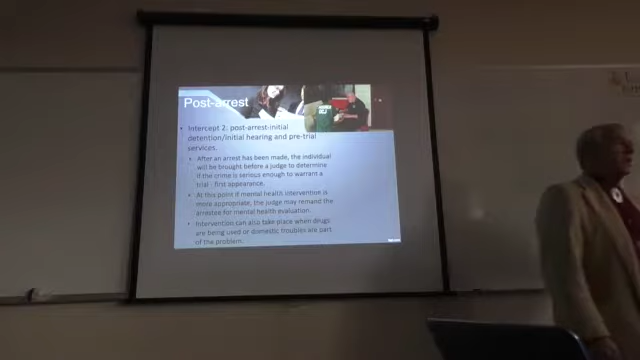 Post-arrest
• Intercept 2: post-arrest-initial
detention/initial hearing and pre-trial
services.
• After an arrest has been made, the individual
will be brought before a judge to determine
if the crime is serious enough to warrant a
trial - first appearance.
• At this point if mental health intervention is
more appropriate, the judge may remand the
arrestee for mental health evaluation.
• Intervention can also take place when drugs
are being used or domestic troubles are part
of the problem.